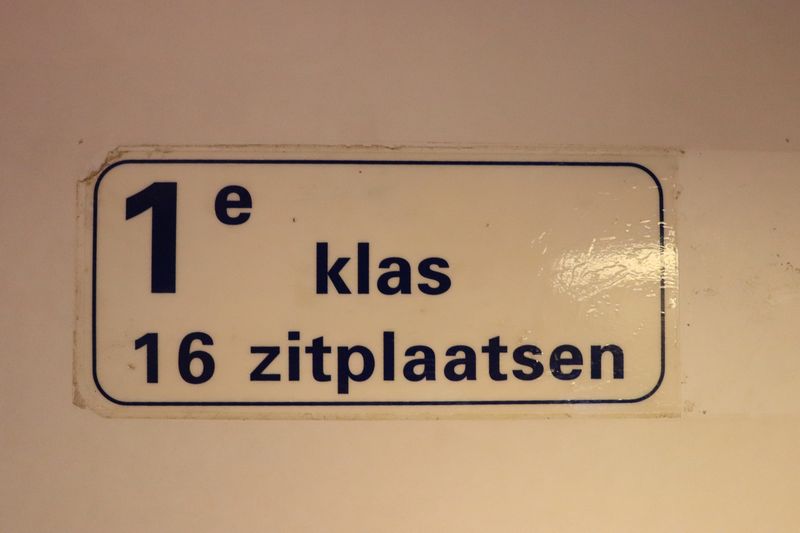 1e klas
16 zitplaatsen